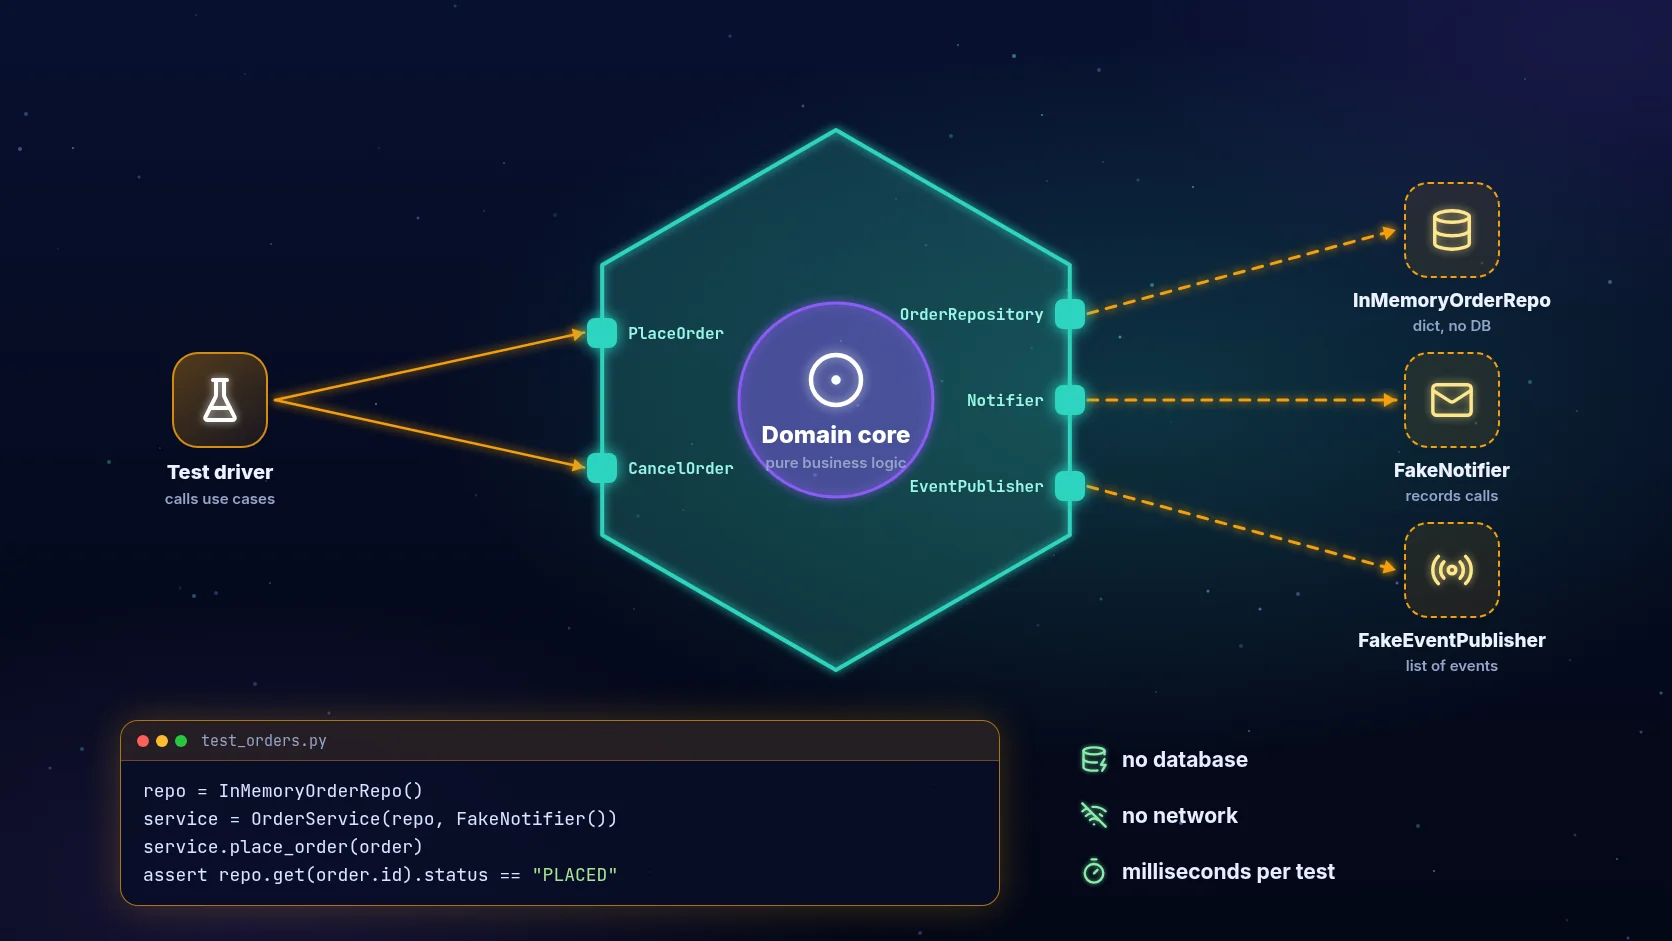 Test driver
calls use cases
PlaceOrder
CancelOrder
Domain core
pure business logic
OrderRepository
Notifier
EventPublisher
InMemoryOrderRepo
dict, no DB
FakeNotifier
records calls
FakeEventPublisher
list of events
test_orders.py
repo = InMemoryOrderRepo()
service = OrderService(repo, FakeNotifier())
service.place_order(order)
assert repo.get(order.id).status == "PLACED"
no database
no network
milliseconds per test